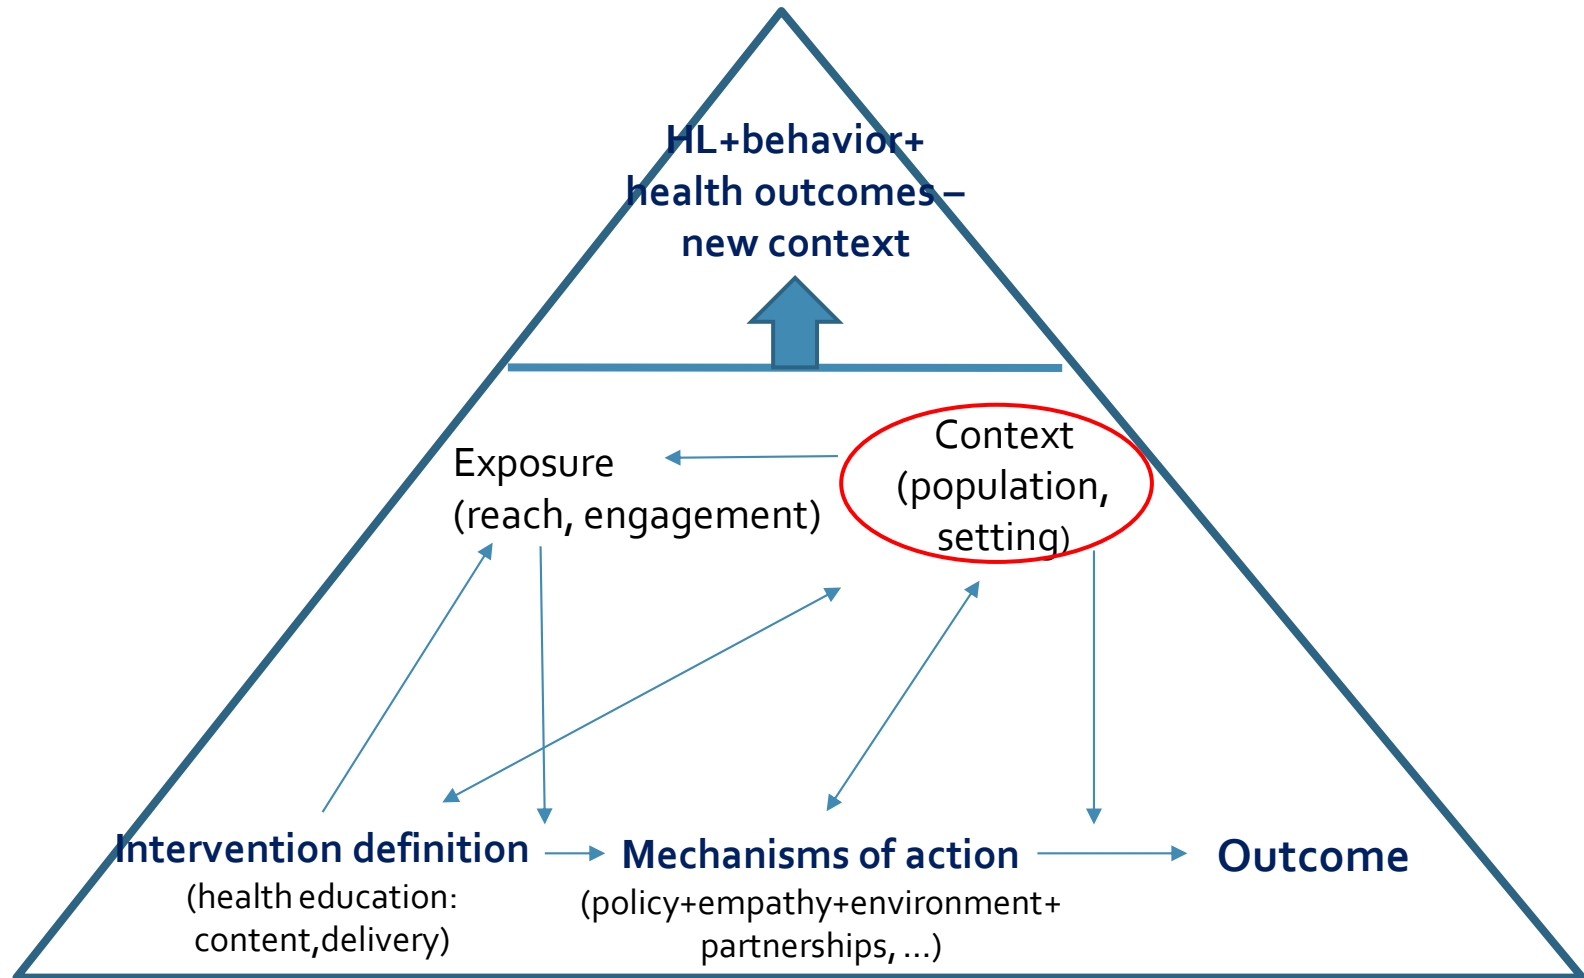 HL+behavior+
health outcomes –
new context
Exposure
(reach, engagement)
Context
(population,
setting)
Intervention definition
(health education:
content,delivery)
Mechanisms of action
(policy+empathy+environment+
partnerships, ...)
Outcome